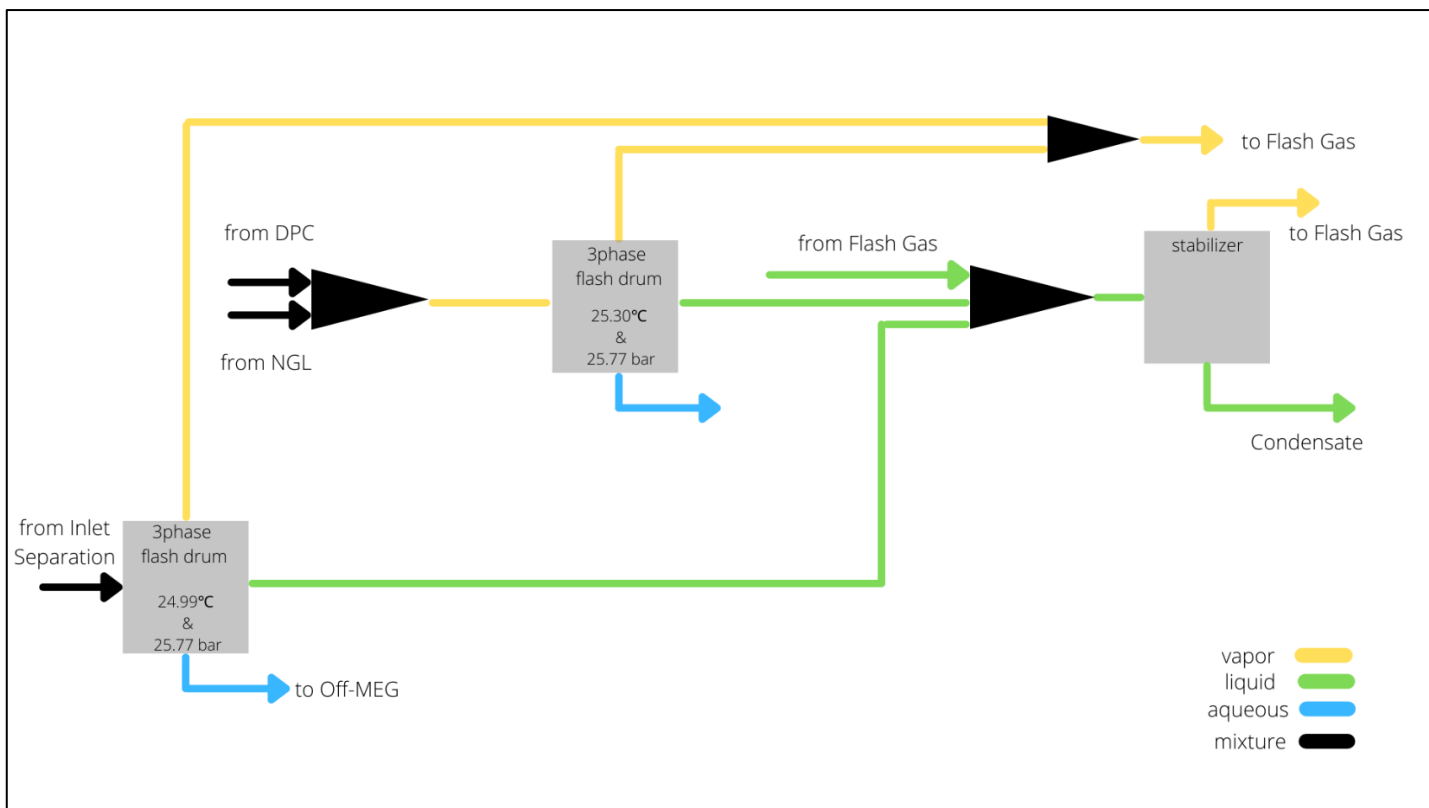 to Flash Gas
from DPC
from NGL
3phase
flash drum
25.30℃
&
25.77 bar
from Flash Gas
stabilizer
to Flash Gas
Condensate
from Inlet
Separation
3phase
flash drum
24.99℃
&
25.77 bar
to Off-MEG
vapor
liquid
aqueous
mixture